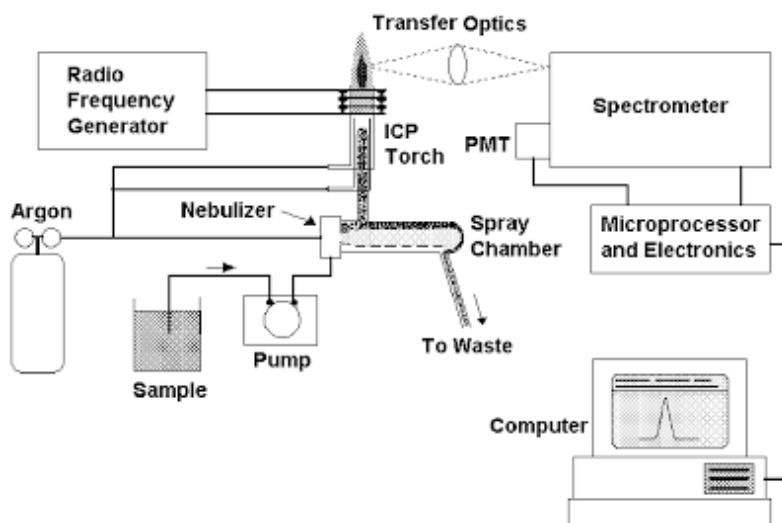 Transfer Optics
Radio
Frequency
Generator
Spectrometer
ICP
Torch
PMT
Argon
Nebulizer
Spray
Chamber
Microprocessor
and Electronics
Sample
Pump
To Waste
Computer